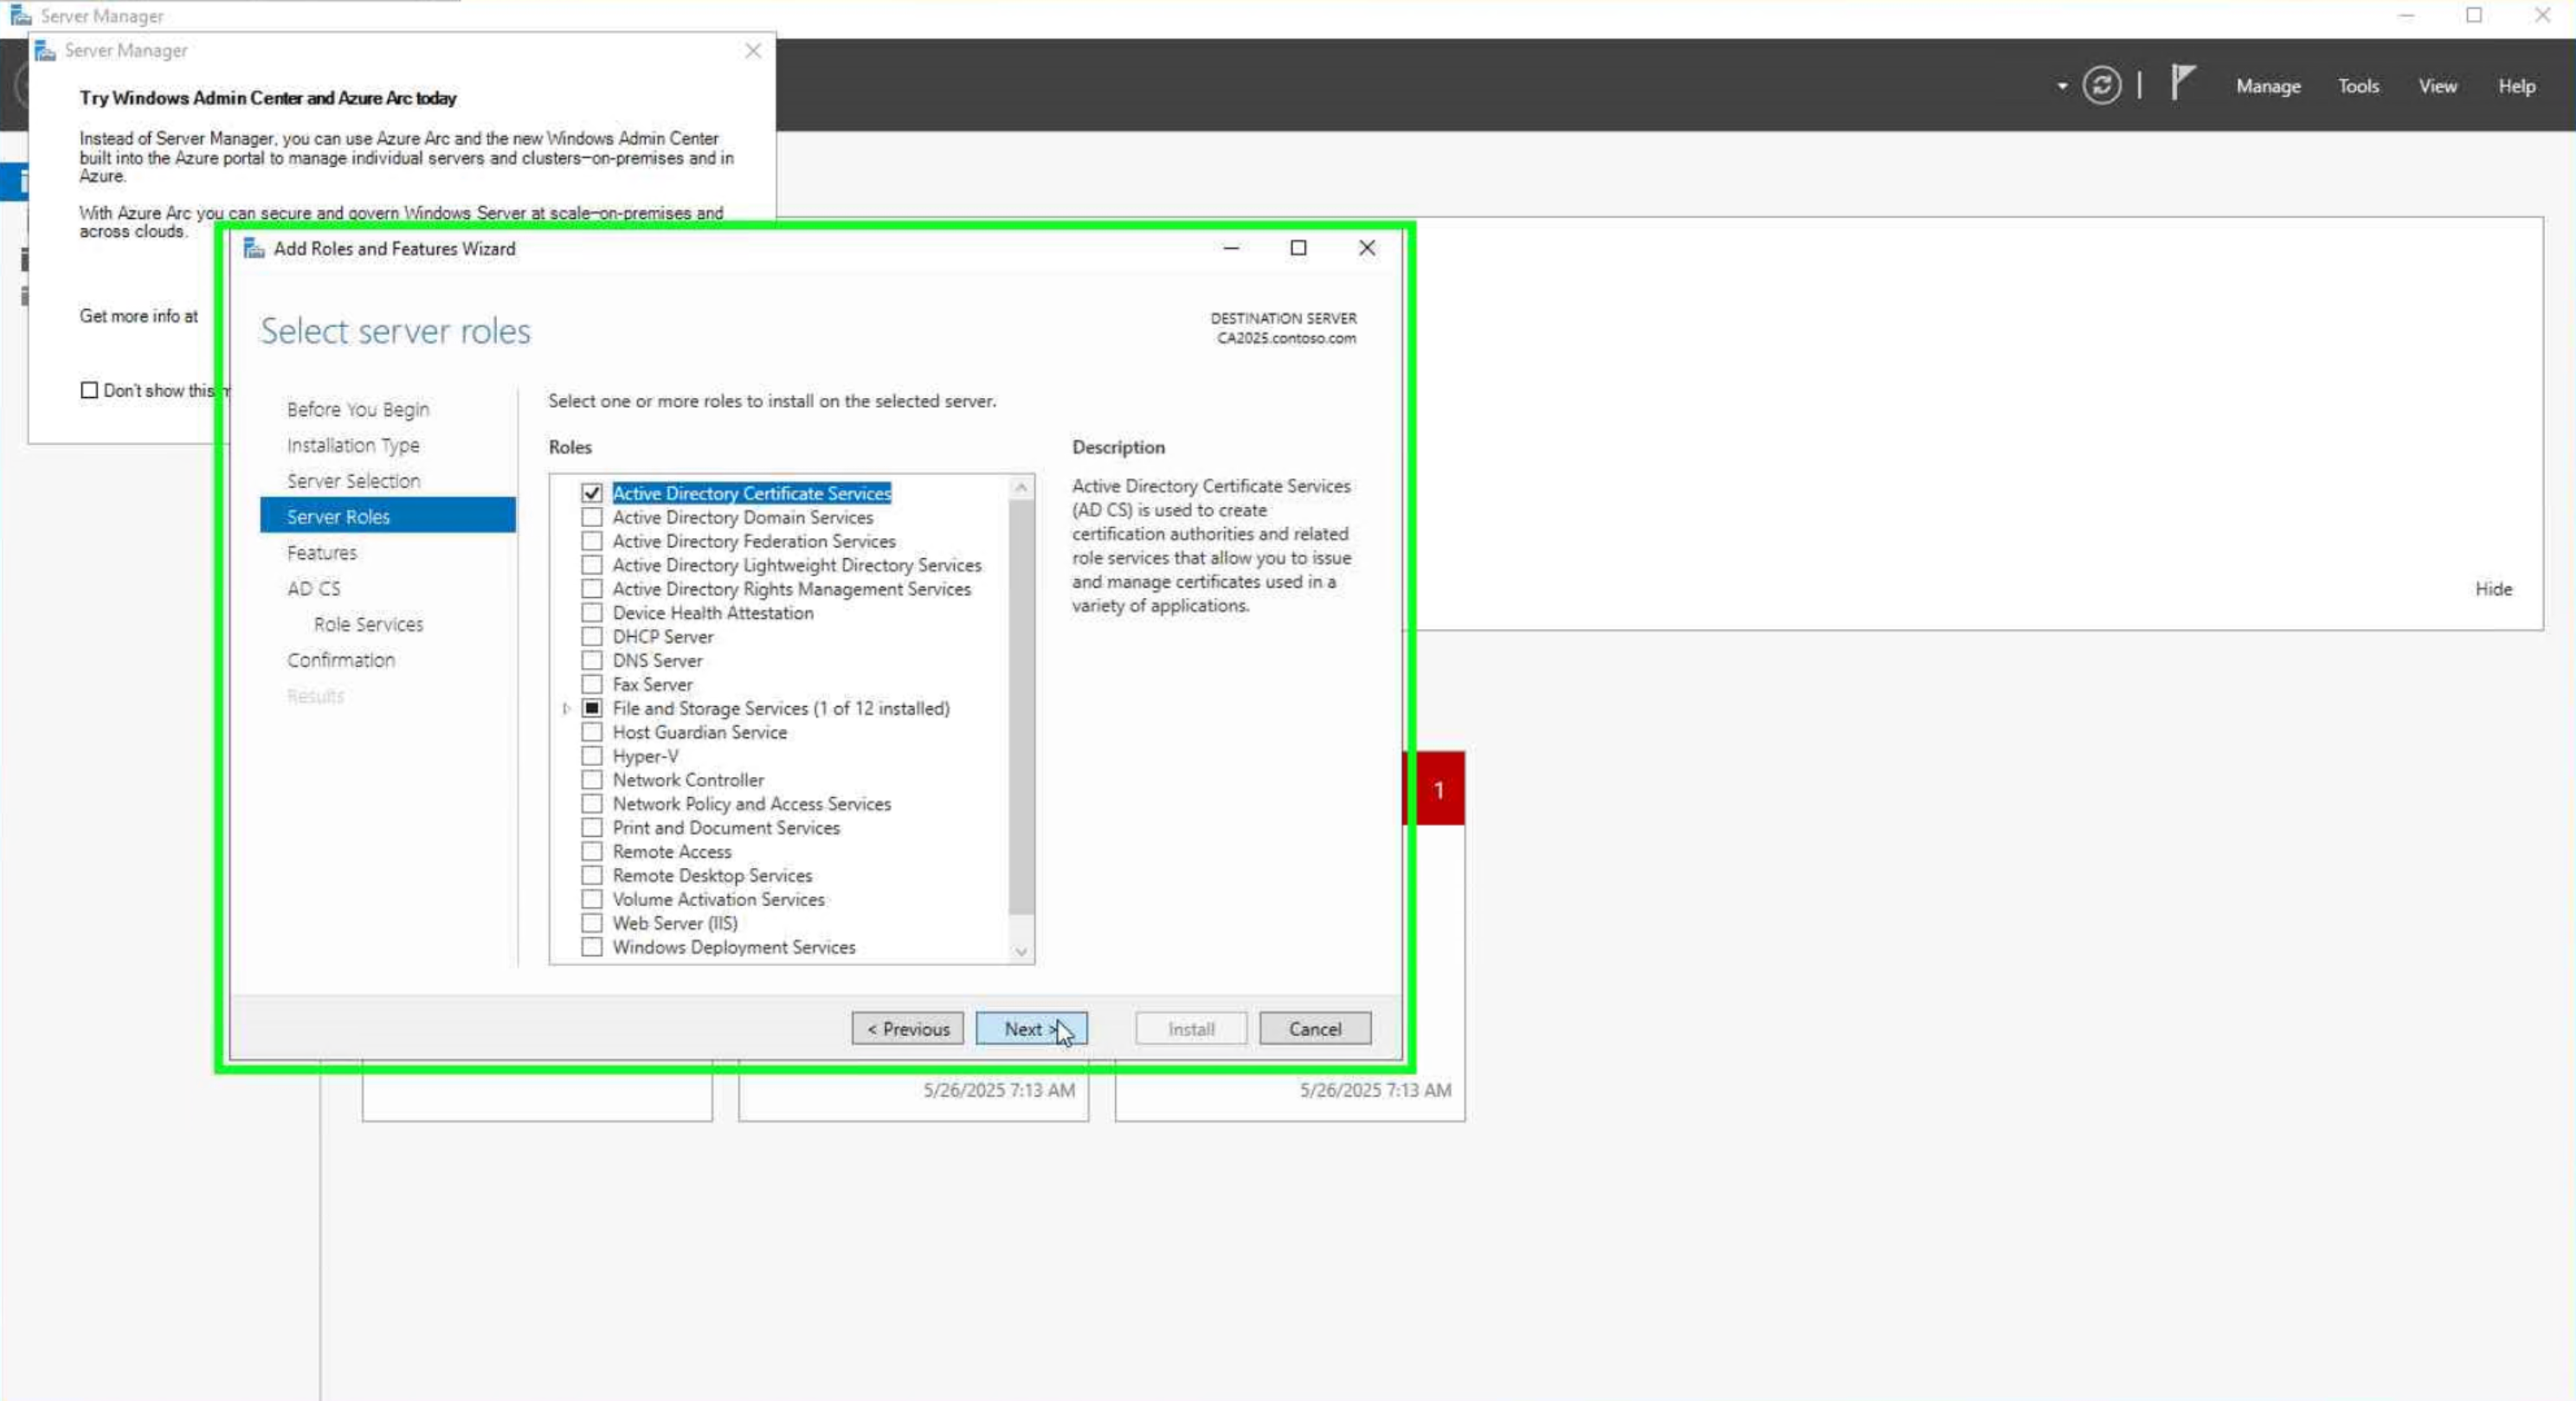 Server Manager
Server Manager
Manage
Tools
View
Help
Try Windows Admin Center and Azure Arc today
Instead of Server Manager, you can use Azure Arc and the new Windows Admin Center
built into the Azure portal to manage individual servers and clusters—on-premises and in
Azure.
With Azure Arc you can secure and govern Windows Server at scale—on-premises and
across clouds.
Get more info at
Don't show this m
Add Roles and Features Wizard
Select server roles
DESTINATION SERVER
CA2025.contoso.com
Before You Begin
Installation Type
Server Selection
Server Roles
Features
AD CS
Role Services
Confirmation
Results
Select one or more roles to install on the selected server.
Roles
Active Directory Certificate Services
Active Directory Domain Services
Active Directory Federation Services
Active Directory Lightweight Directory Services
Active Directory Rights Management Services
Device Health Attestation
DHCP Server
DNS Server
Fax Server
File and Storage Services (1 of 12 installed)
Host Guardian Service
Hyper-V
Network Controller
Network Policy and Access Services
Print and Document Services
Remote Access
Remote Desktop Services
Volume Activation Services
Web Server (IIS)
Windows Deployment Services
Description
Active Directory Certificate Services
(AD CS) is used to create
certification authorities and related
role services that allow you to issue
and manage certificates used in a
variety of applications.
< Previous
Next >
Install
Cancel
Hide
1
5/26/2025 7:13 AM
5/26/2025 7:13 AM